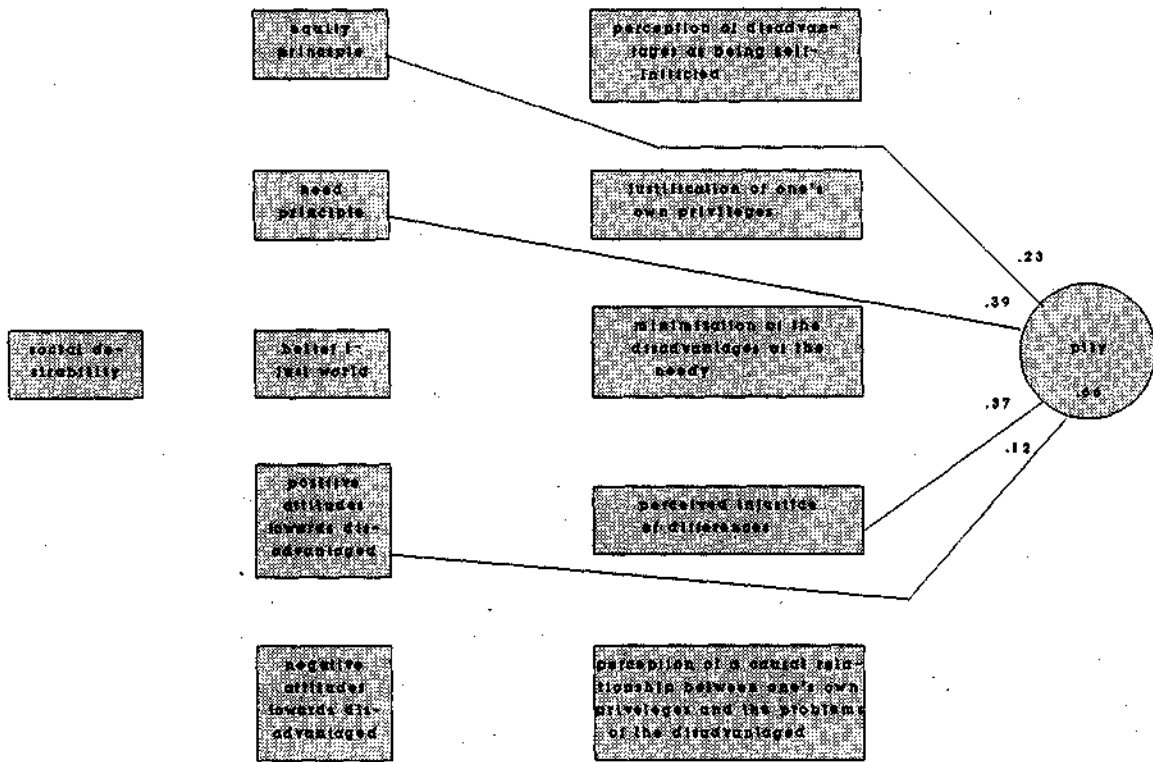 equity
principle
perception of disadvan-
tages as being self-
initiated
need
principle
justification of one's
own privileges
.23
.39
social de-
sirability
belief i-
just world
minimisation of the
disadvantages of the
needy
pity
.66
.37
.12
positive
attitudes
towards dis-
advantaged
perceived injustice
of differences
negative
attitudes
towards dis-
advantaged
perception of a causal rela-
tionship between one's own
priveleges and the problems
of the disadvantaged